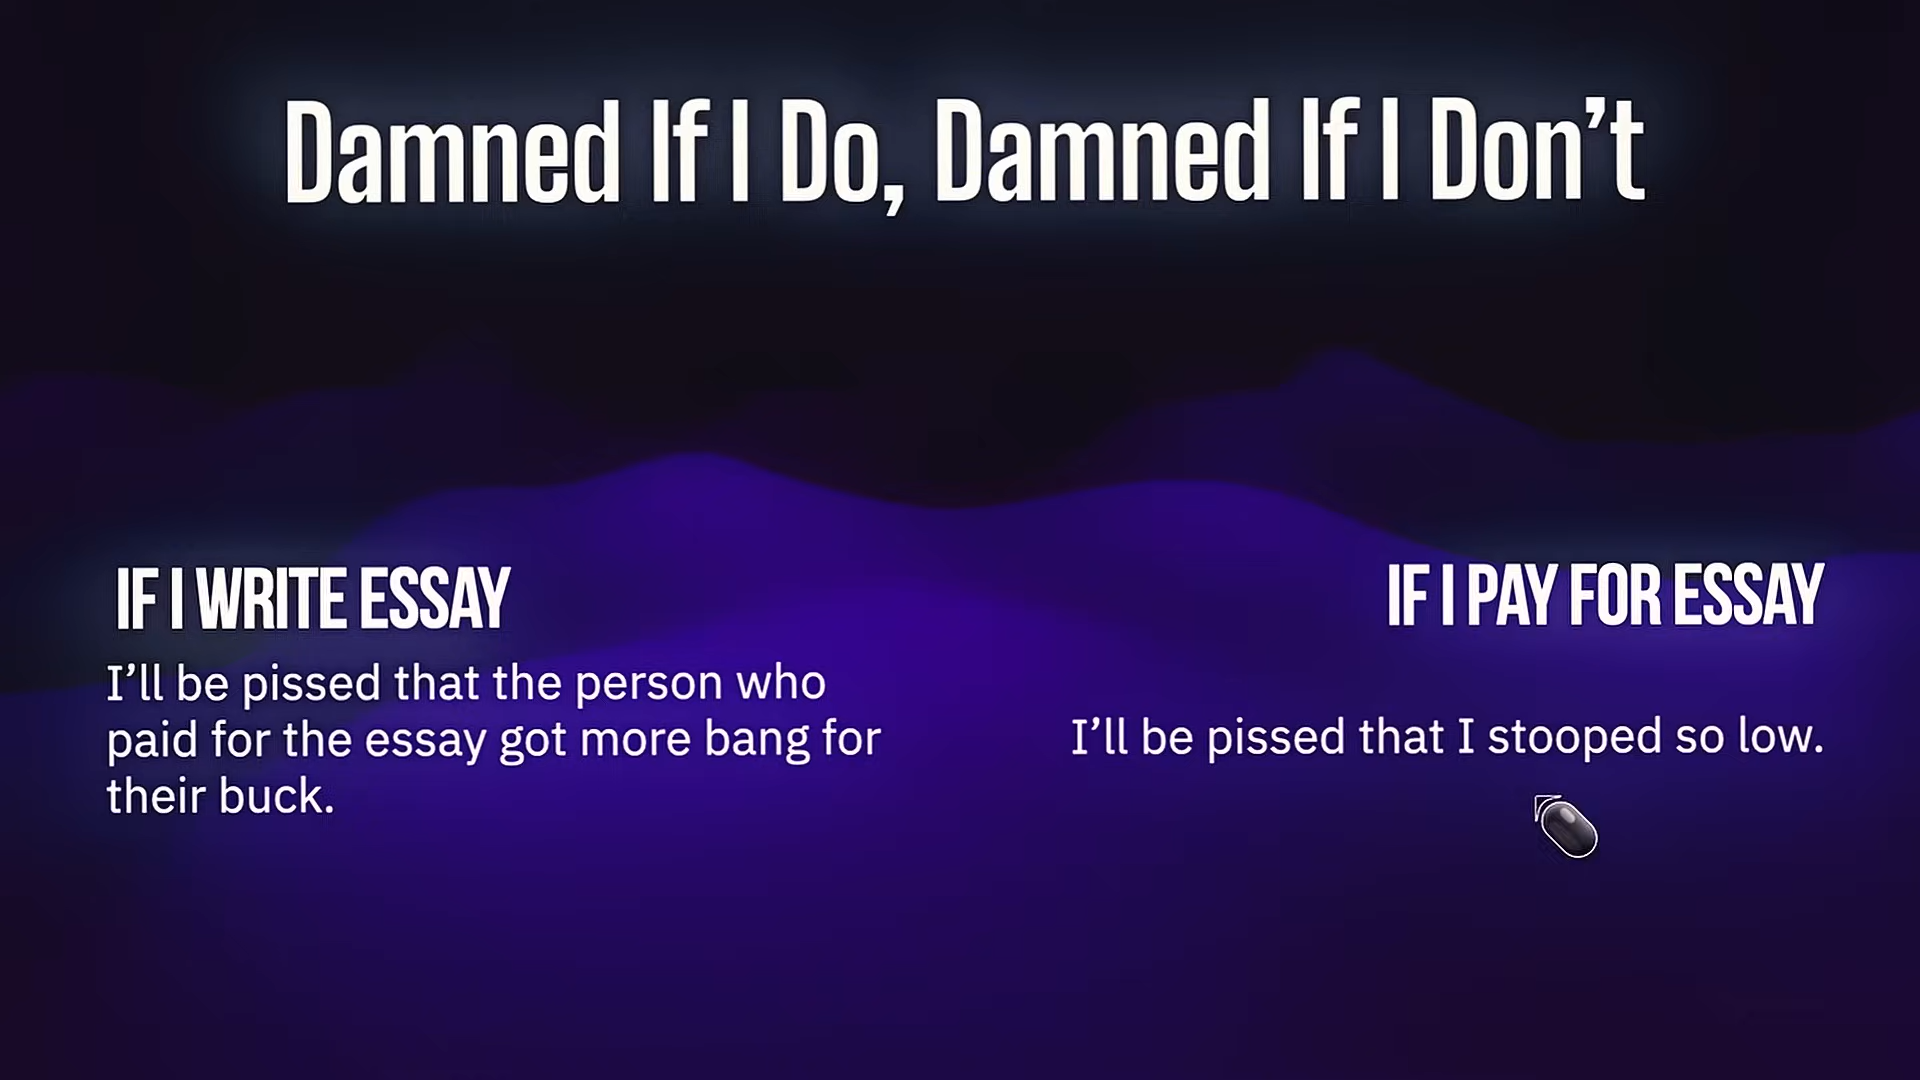 Damned If I Do, Damned If I Don’t
IF I WRITE ESSAY
I’ll be pissed that the person who
paid for the essay got more bang for
their buck.
IF I PAY FOR ESSAY
I’ll be pissed that I stooped so low.